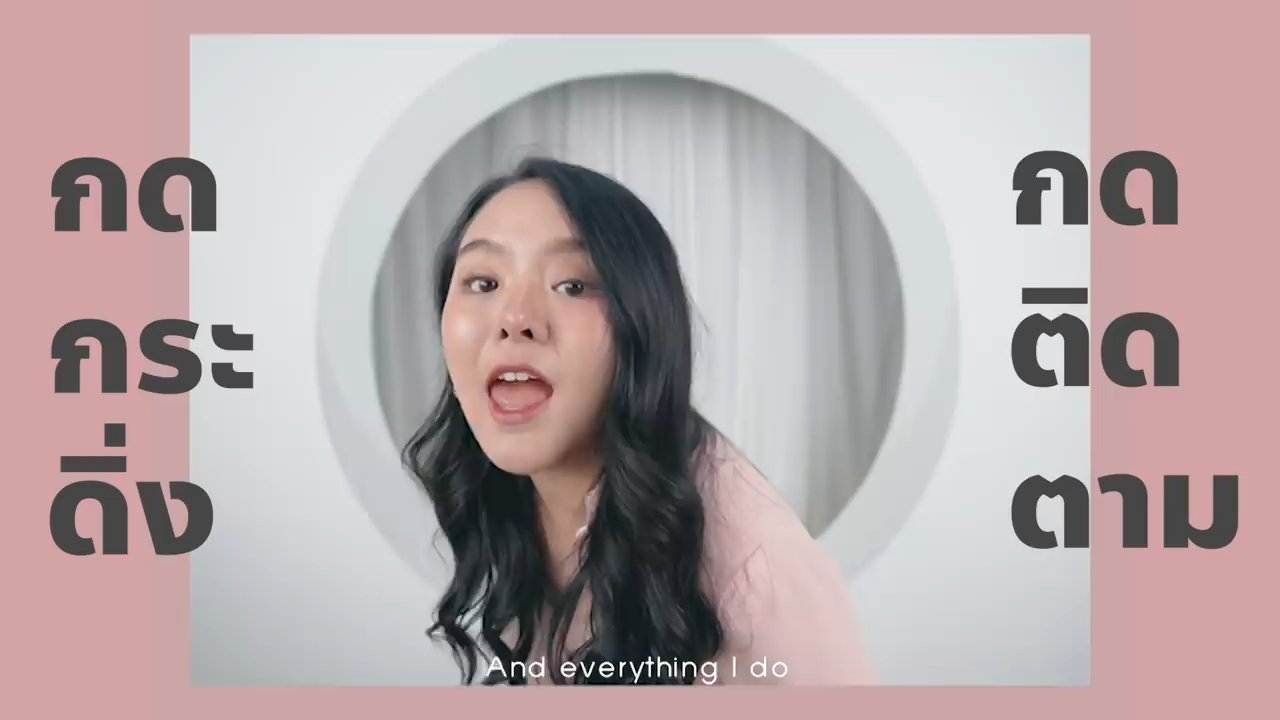 กด
กระ
ดิ่ง
กด
ติด
ตาม
And everything I do